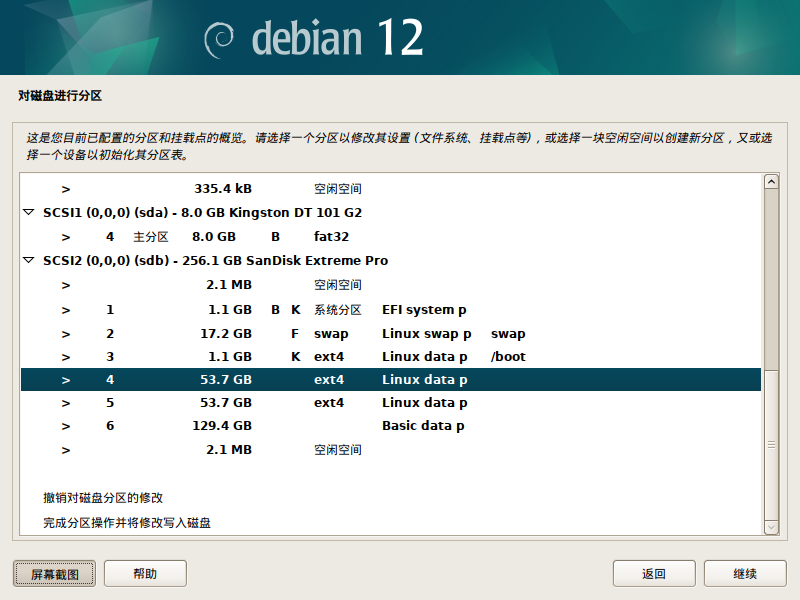 debian 12
对磁盘进行分区
这是您目前已配置的分区和挂载点的概览。请选择一个分区以修改其设置 (文件系统、挂载点等)，或选择一块空闲空间以创建新分区，又或选
择一个设备以初始化其分区表。
> 335.4 kB 空闲空间
SCSI1 (0,0,0) (sda) - 8.0 GB Kingston DT 101 G2
> 4 主分区 8.0 GB B fat32
SCSI2 (0,0,0) (sdb) - 256.1 GB SanDisk Extreme Pro
> 2.1 MB 空闲空间
> 1 1.1 GB B K 系统分区 EFI system p
> 2 17.2 GB F swap Linux swap p swap
> 3 1.1 GB K ext4 Linux data p /boot
> 4 53.7 GB ext4 Linux data p
> 5 53.7 GB ext4 Linux data p
> 6 129.4 GB Basic data p
> 2.1 MB 空闲空间
撤销对磁盘分区的修改
完成分区操作并将修改写入磁盘
屏幕截图 帮助 返回 继续